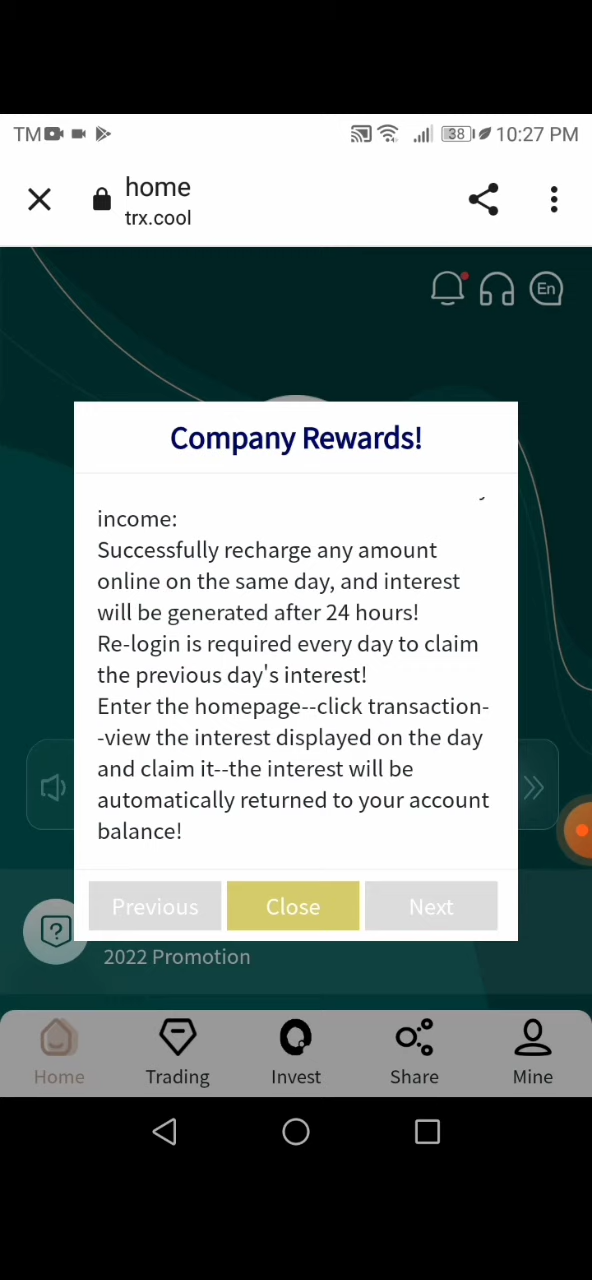 TM
38
10:27 PM
home
trx.cool
En
Company Rewards!
income:
Successfully recharge any amount
online on the same day, and interest
will be generated after 24 hours!
Re-login is required every day to claim
the previous day's interest!
Enter the homepage--click transaction-
-view the interest displayed on the day
and claim it--the interest will be
automatically returned to your account
balance!
Previous
Close
Next
2022 Promotion
Home
Trading
Invest
Share
Mine